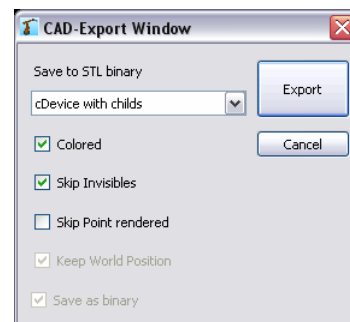 CAD-Export Window
Save to STL binary
Export
cDevice with childs
Colored
Cancel
Skip Invisibles
Skip Point rendered
Keep World Position
Save as binary